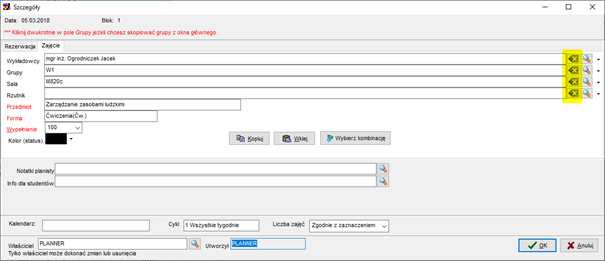 Szczegóły
Data: 05.03.2018 Blok: 1
*** Kliknij dwukrotnie w pole Grupy jeżeli chcesz skopiować grupy z okna głównego
Rezerwacja Zajęcie
Wykładowcy mgr inż. Ogrodniczek Jacek
Grupy W1
Sala M820c
Rzutnik
Przedmiot Zarządzanie zasobami ludzkimi
Forma Ćwiczenia(Ćw.)
Wypełnienie 100
Kolor (status)
Kopiuj Wklej Wybierz kombinację
Notatki planisty
Info dla studentów
Kalendarz: Cykl 1 Wszystkie tygodnie Liczba zajęć Zgodnie z zaznaczeniem
Właściciel PLANNER Utworzył PLANNER OK Anuluj
Tylko właściciel może dokonać zmian lub usunięcia